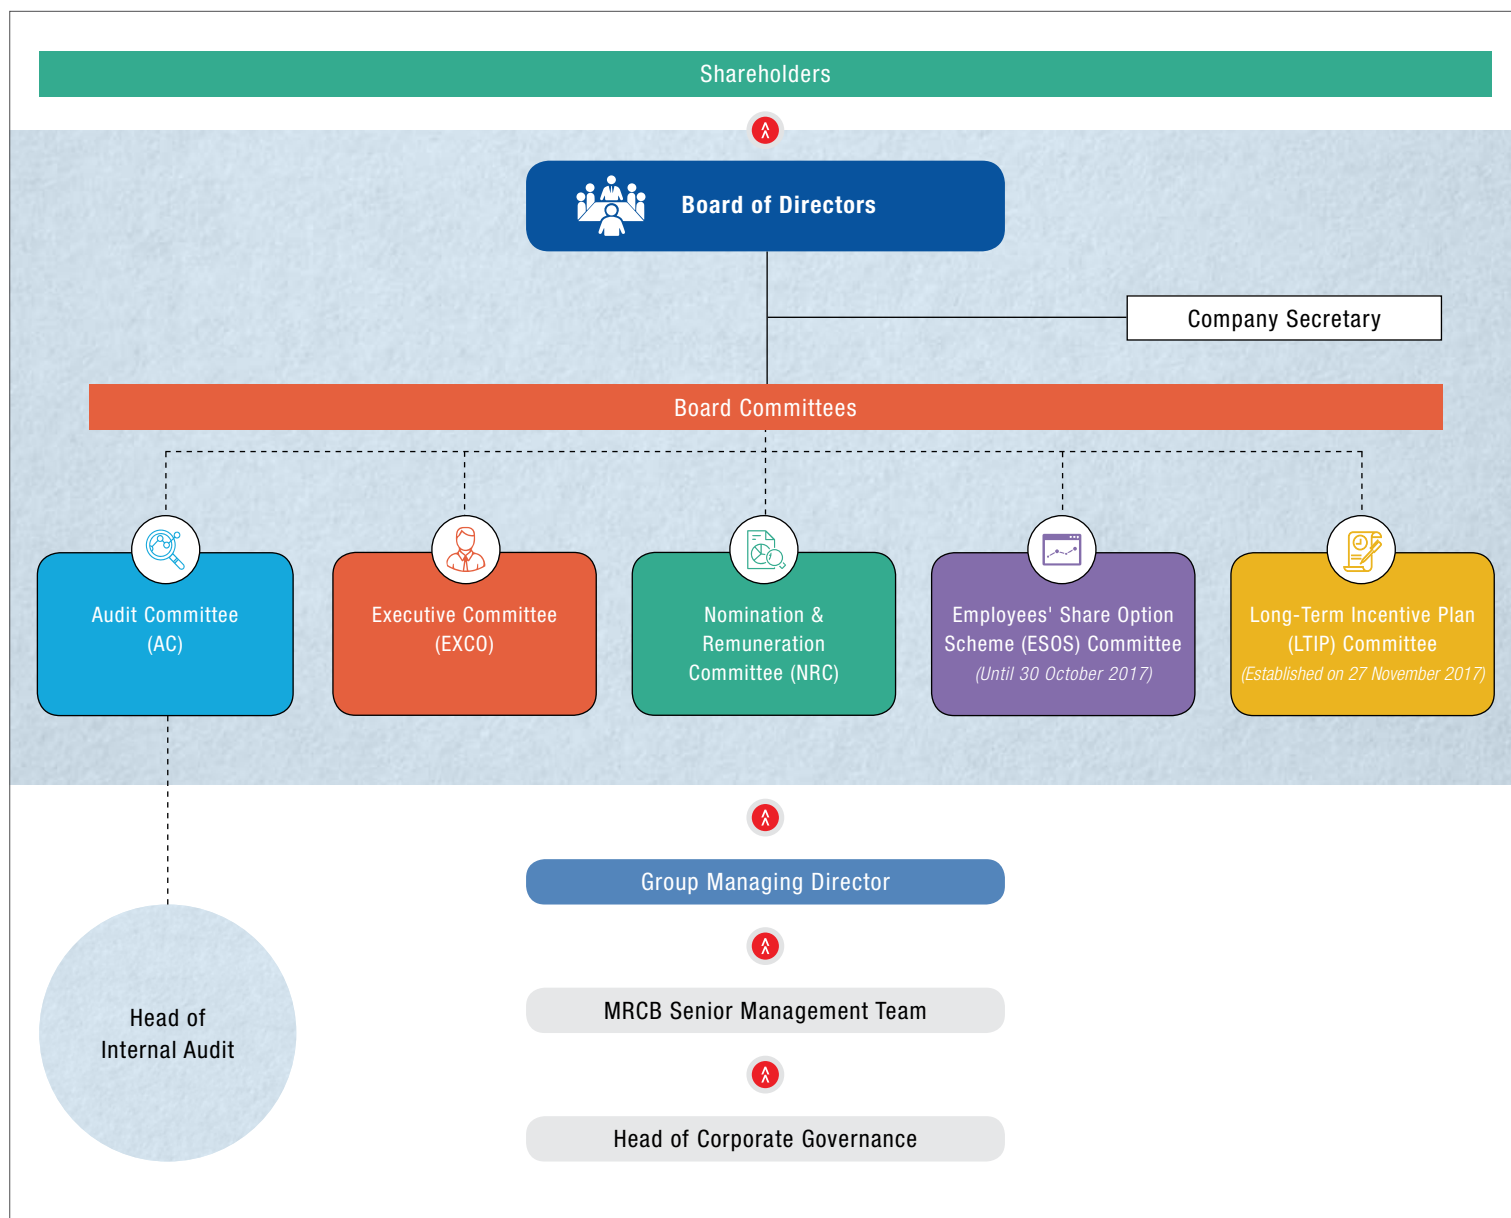 Shareholders
Board of Directors
Company Secretary
Board Committees
Audit Committee
(AC)
Executive Committee
(EXCO)
Nomination &
Remuneration
Committee (NRC)
Employees' Share Option
Scheme (ESOS) Committee
(Until 30 October 2017)
Long-Term Incentive Plan
(LTIP) Committee
(Established on 27 November 2017)
Group Managing Director
Head of
Internal Audit
MRCB Senior Management Team
Head of Corporate Governance